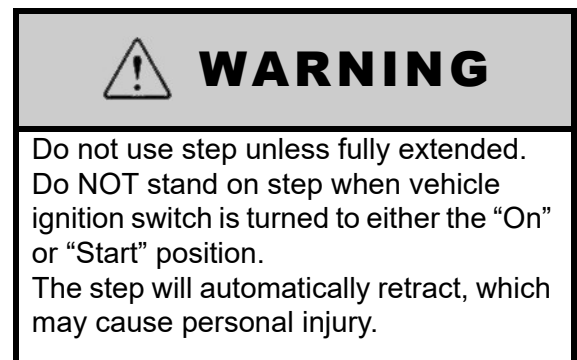 WARNING
Do not use step unless fully extended.
Do NOT stand on step when vehicle
ignition switch is turned to either the “On”
or “Start” position.
The step will automatically retract, which
may cause personal injury.